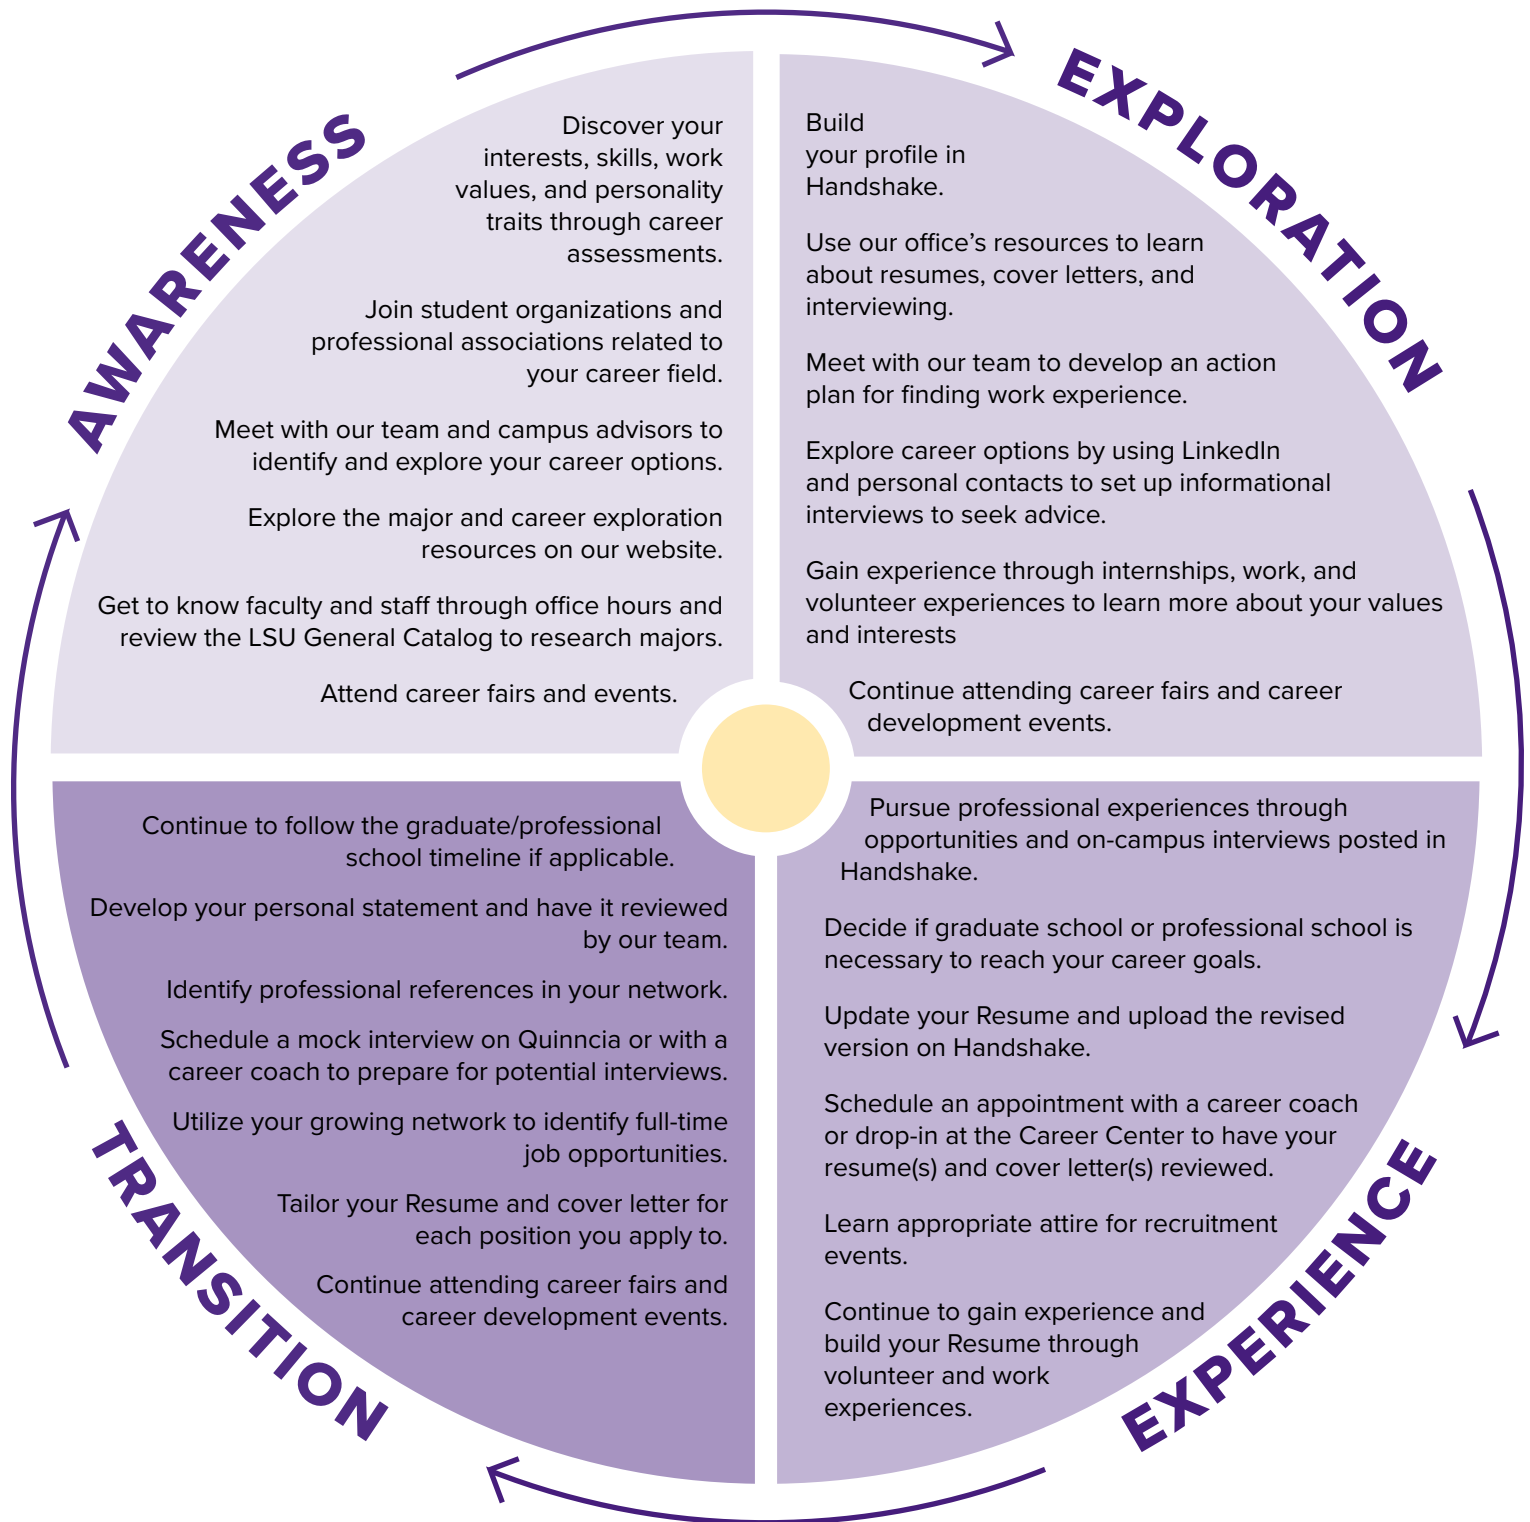 AWARENESS
Discover your
interests, skills, work
values, and personality
traits through career
assessments.
Join student organizations and
professional associations related to
your career field.
Meet with our team and campus advisors to
identify and explore your career options.
Explore the major and career exploration
resources on our website.
Get to know faculty and staff through office hours and
review the LSU General Catalog to research majors.
Attend career fairs and events.
EXPLORATION
Build
your profile in
Handshake.
Use our office’s resources to learn
about resumes, cover letters, and
interviewing.
Meet with our team to develop an action
plan for finding work experience.
Explore career options by using LinkedIn
and personal contacts to set up informational
interviews to seek advice.
Gain experience through internships, work, and
volunteer experiences to learn more about your values
and interests
Continue attending career fairs and career
development events.
EXPERIENCE
Pursue professional experiences through
opportunities and on-campus interviews posted in
Handshake.
Decide if graduate school or professional school is
necessary to reach your career goals.
Update your Resume and upload the revised
version on Handshake.
Schedule an appointment with a career coach
or drop-in at the Career Center to have your
resume(s) and cover letter(s) reviewed.
Learn appropriate attire for recruitment
events.
Continue to gain experience and
build your Resume through
volunteer and work
experiences.
TRANSITION
Continue to follow the graduate/professional
school timeline if applicable.
Develop your personal statement and have it reviewed
by our team.
Identify professional references in your network.
Schedule a mock interview on Quinncia or with a
career coach to prepare for potential interviews.
Utilize your growing network to identify full-time
job opportunities.
Tailor your Resume and cover letter for
each position you apply to.
Continue attending career fairs and
career development events.